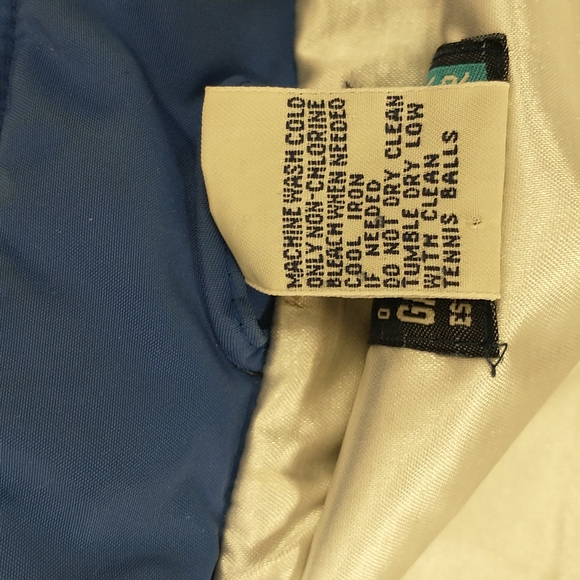 MACHINE WASH COLD
ONLY NON-CHLORINE
BLEACH WHEN NEEDED
COOL IRON
IF NEEDED
DO NOT DRY CLEAN
TUMBLE DRY LOW
WITH CLEAN
TENNIS BALLS